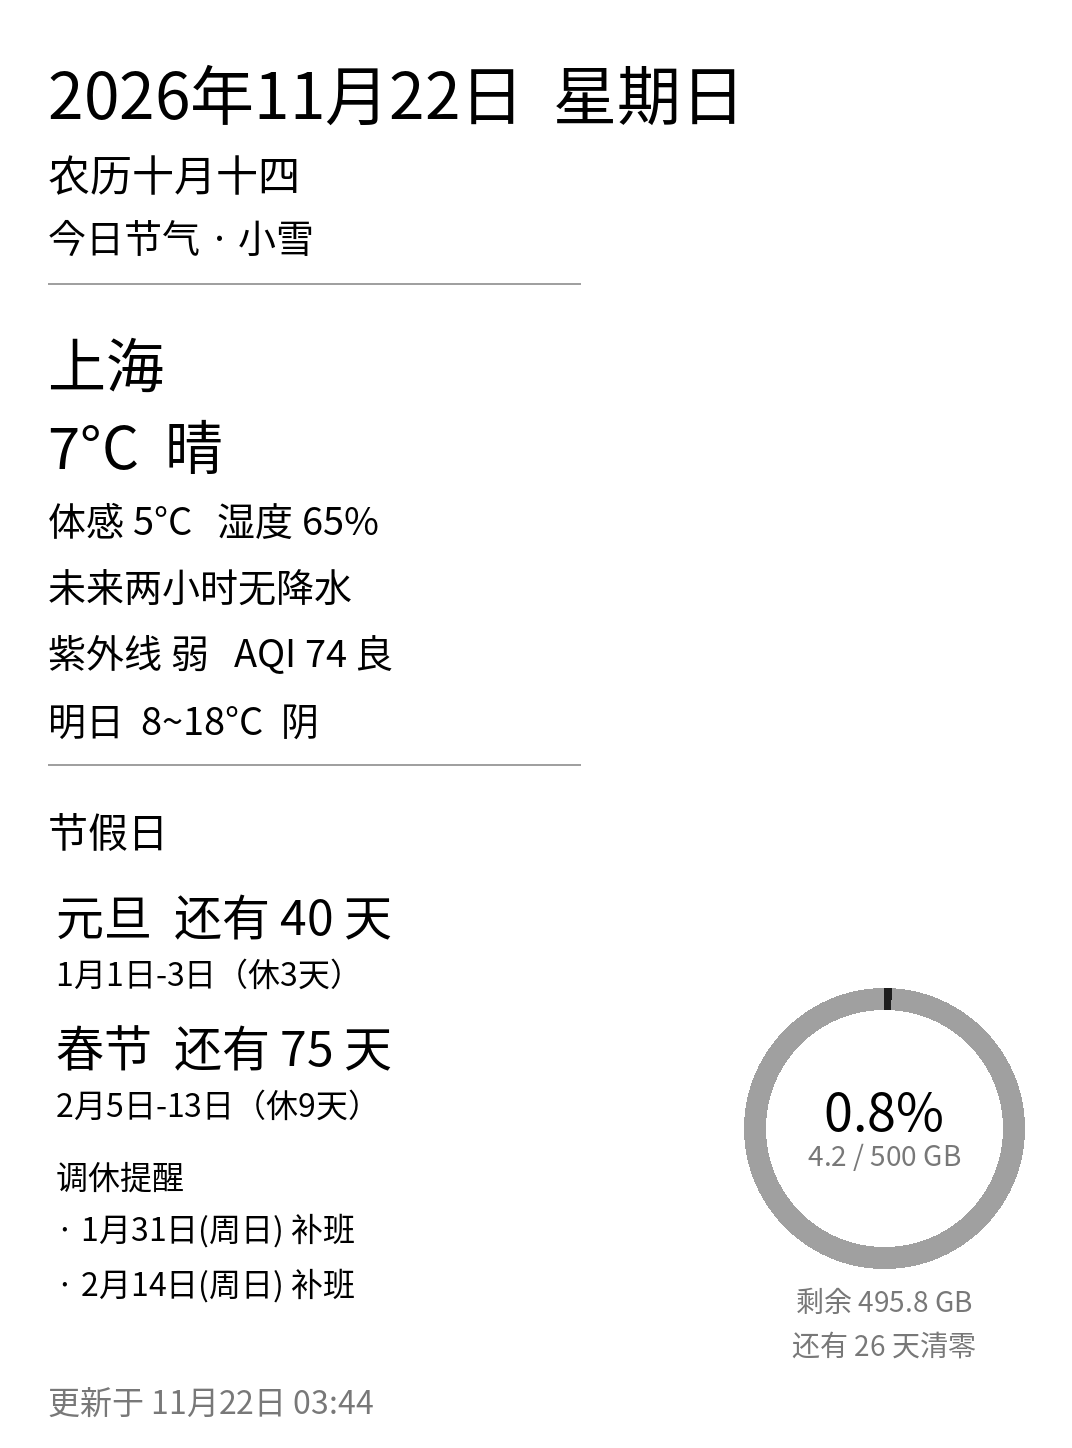 2026年11月22日 星期日
农历十月十四
今日节气 · 小雪
上海
7°C 晴
体感 5°C 湿度 65%
未来两小时无降水
紫外线 弱 AQI 74 良
明日 8~18°C 阴
节假日
元旦 还有 40 天
1月1日-3日（休3天）
春节 还有 75 天
2月5日-13日（休9天）
调休提醒
· 1月31日(周日) 补班
· 2月14日(周日) 补班
0.8%
4.2 / 500 GB
剩余 495.8 GB
还有 26 天清零
更新于 11月22日 03:44